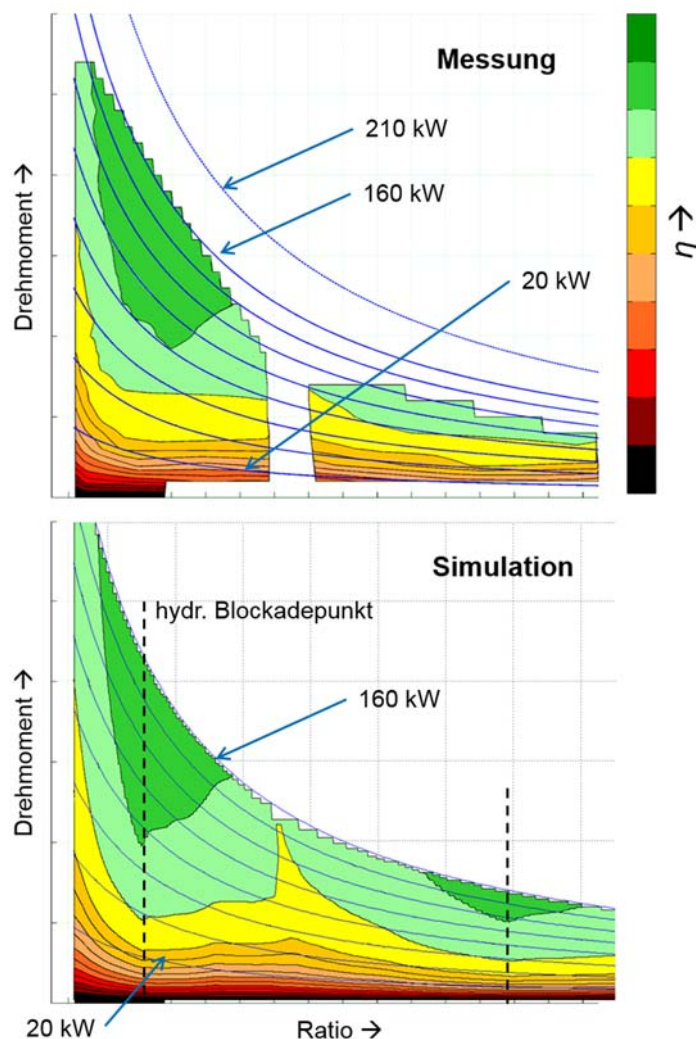 Messung
210 kW
160 kW
20 kW
Drehmoment →
η →
Simulation
hydr. Blockadepunkt
160 kW
Drehmoment →
20 kW
Ratio →